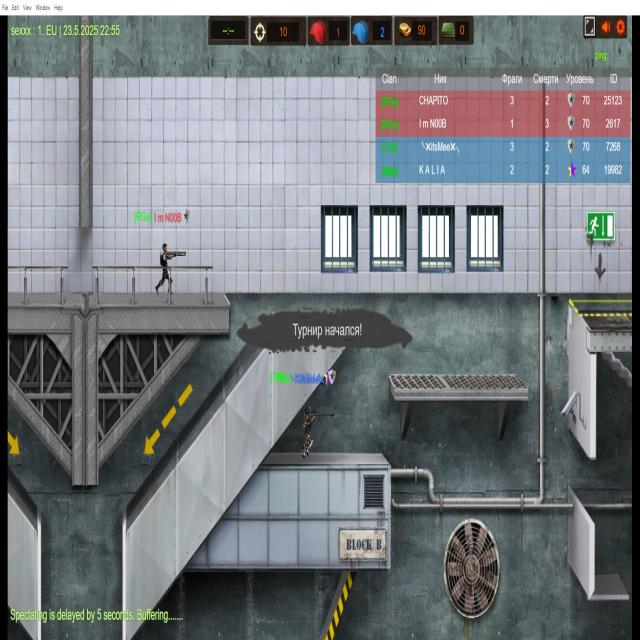 File Edit View Window Help
sexxx : 1. EU | 23.5.2025 22:55
--:-- 10 1 2 90 0
ping:
Clan Ник Фраги Смерти Уровень ID
CHAPITO 3 2 70 25123
I m N00B 1 3 70 2617
╰XitsMeeX╮ 3 2 70 7268
K A L I A 2 2 64 19982
I m N00B
Турнир начался!
BLOCK B
Spectating is delayed by 5 seconds. Buffering.......